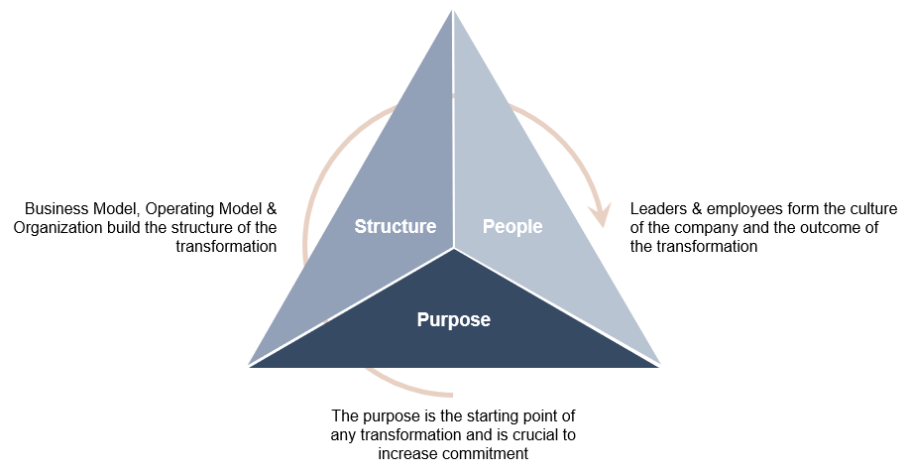 Business Model, Operating Model &
Organization build the structure of the
transformation
Structure
People
Leaders & employees form the culture
of the company and the outcome of
the transformation
Purpose
The purpose is the starting point of
any transformation and is crucial to
increase commitment